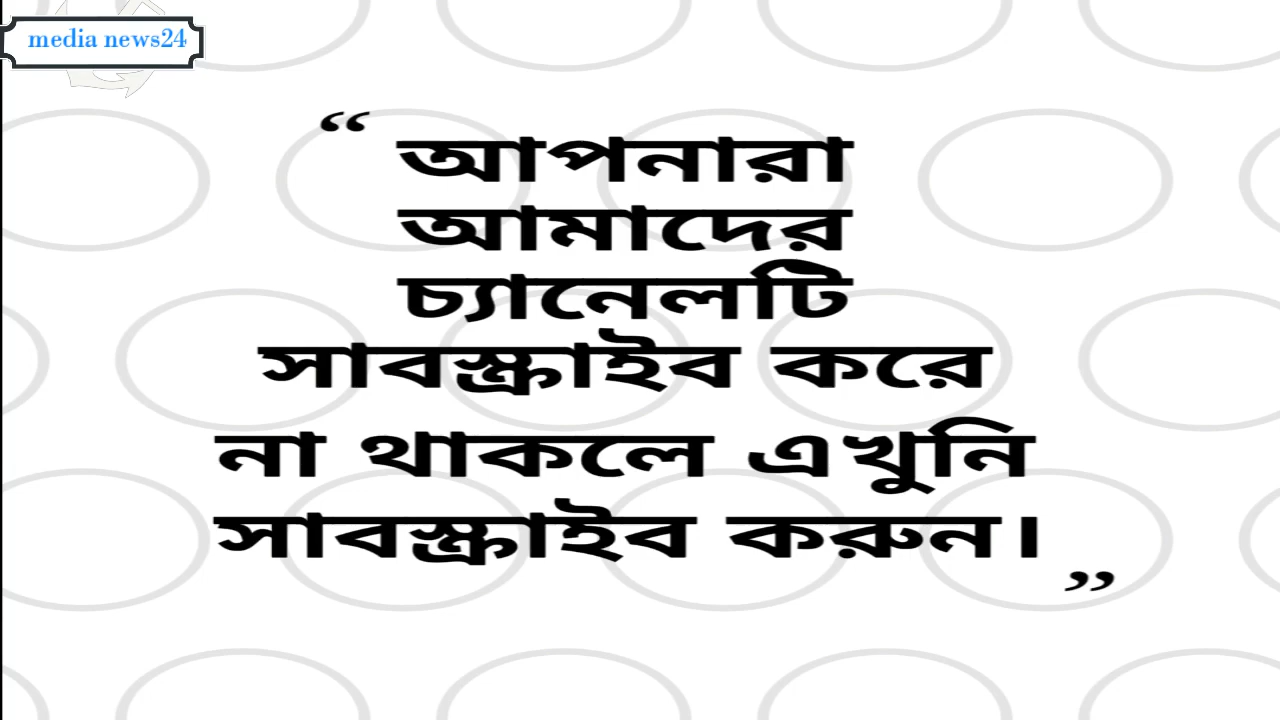 media news24
“ আপনারা
আমাদের
চ্যানেলটি
সাবস্ক্রাইব করে
না থাকলে এখুনি
সাবস্ক্রাইব করুন।
”